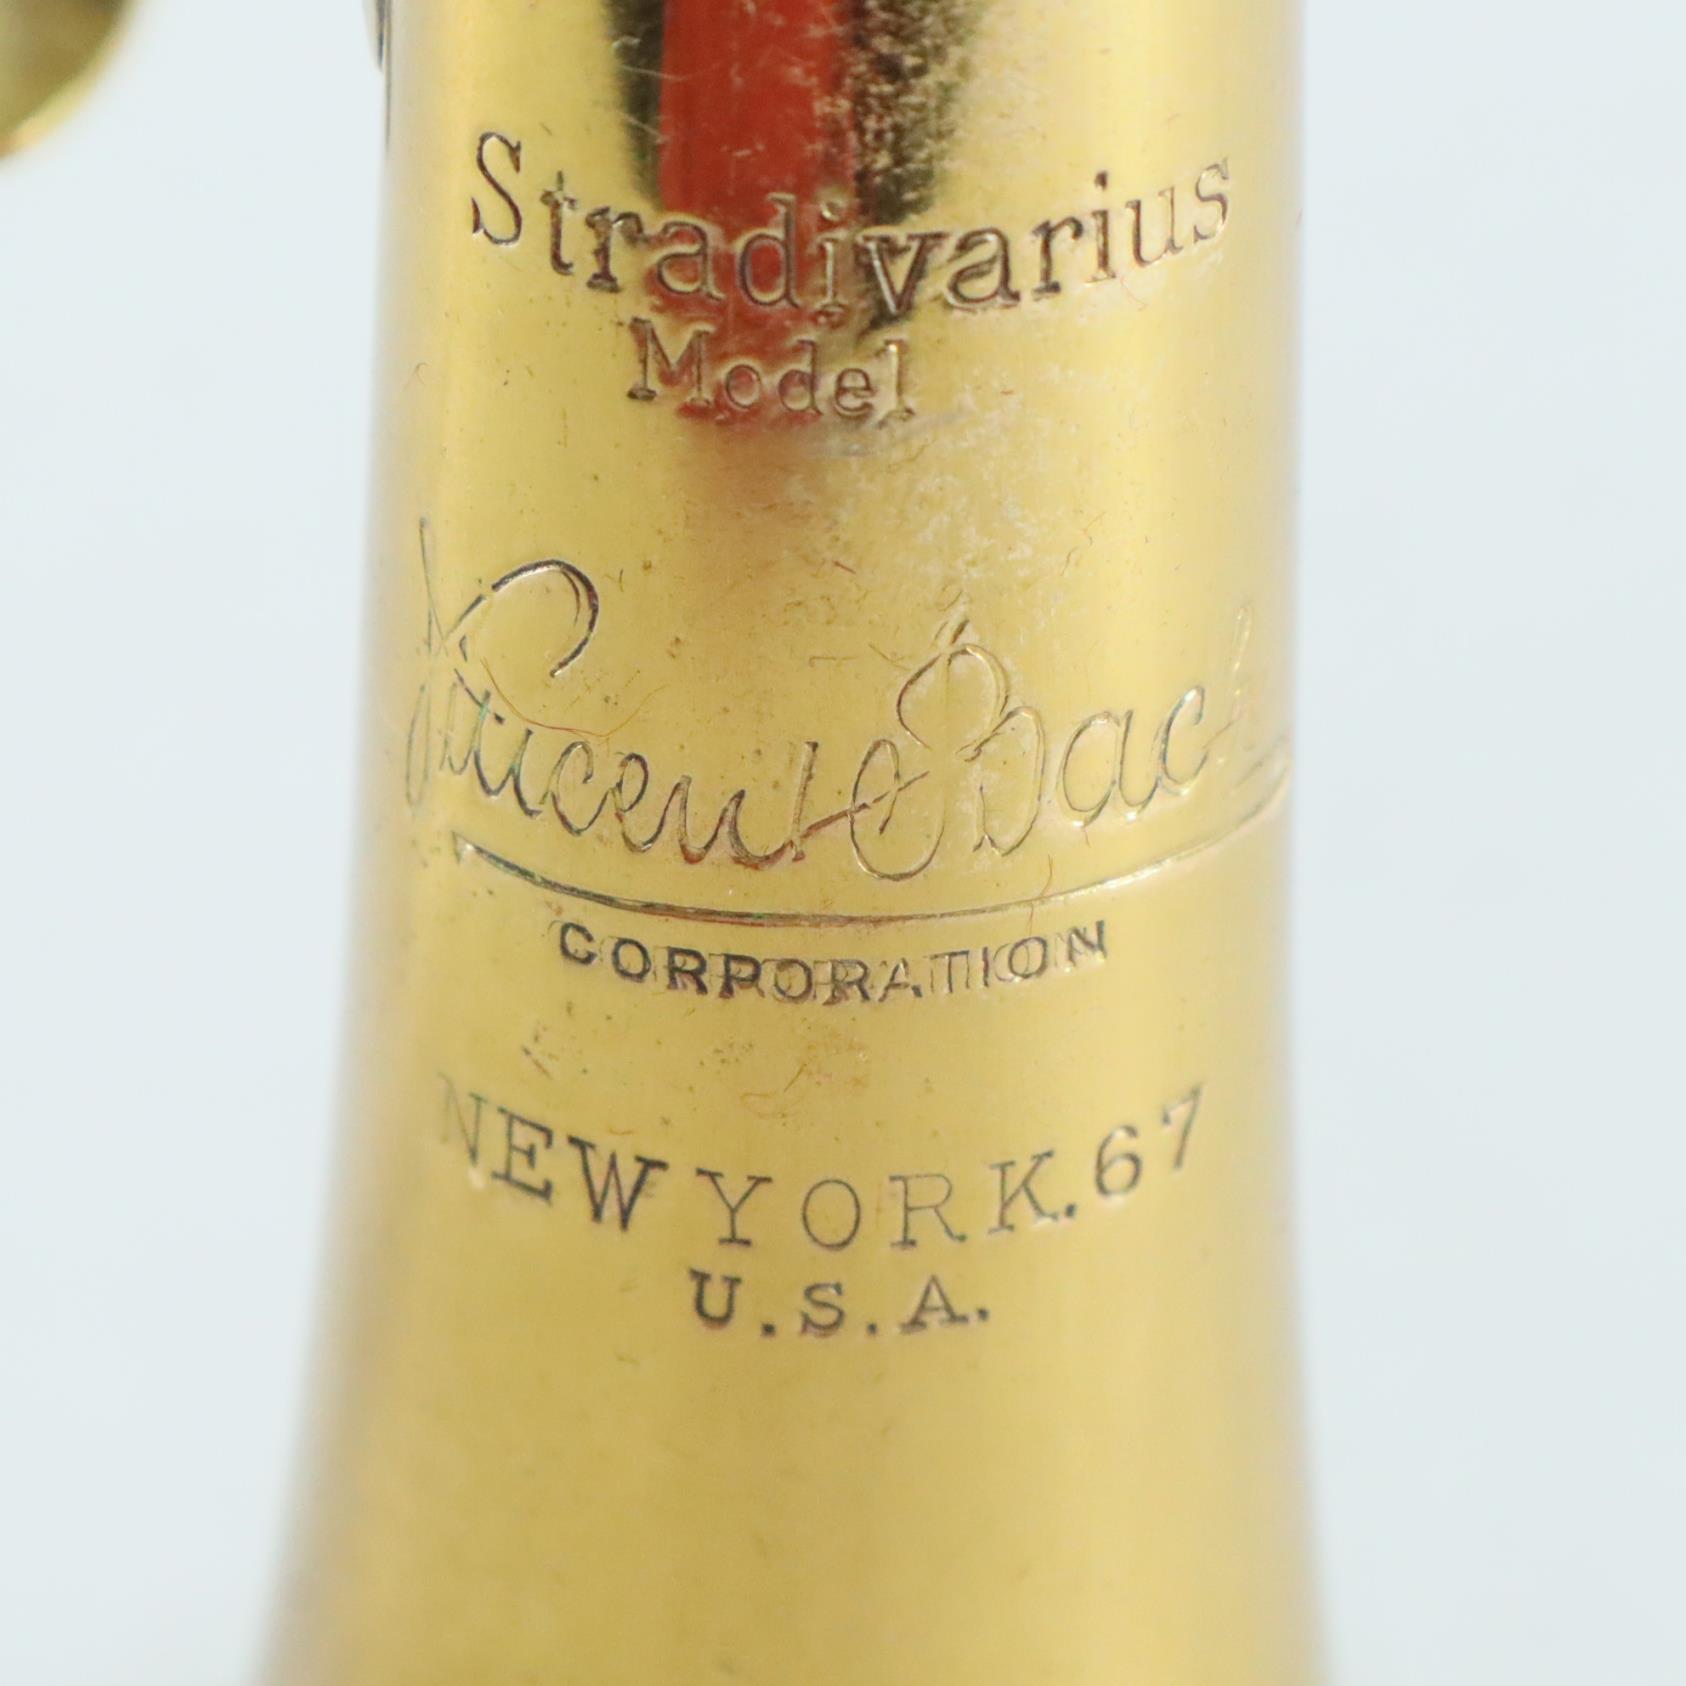 Stradivarius
Model
Vincent Bach
CORPORATION
NEW YORK.67
U.S.A.